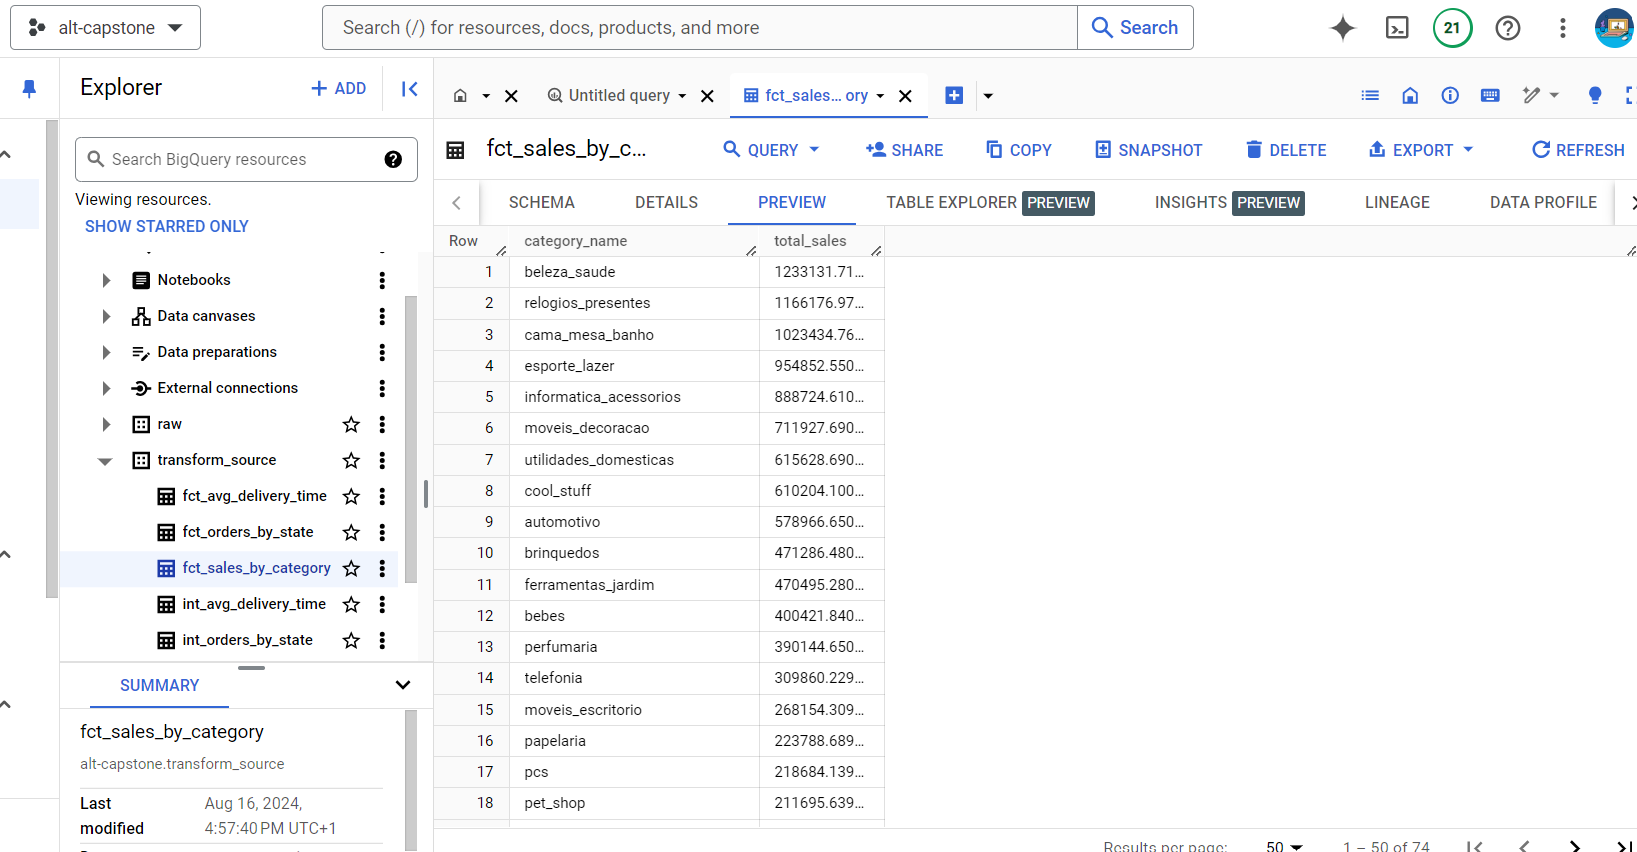 alt-capstone
Search (/) for resources, docs, products, and more
Search
21
Explorer
ADD
Untitled query
fct_sales... ory
Search BigQuery resources
Viewing resources.
SHOW STARRED ONLY
Notebooks
Data canvases
Data preparations
External connections
raw
transform_source
fct_avg_delivery_time
fct_orders_by_state
fct_sales_by_category
int_avg_delivery_time
int_orders_by_state
SUMMARY
fct_sales_by_category
alt-capstone.transform_source
Last modified
Aug 16, 2024, 4:57:40 PM UTC+1
fct_sales_by_c...
QUERY
SHARE
COPY
SNAPSHOT
DELETE
EXPORT
REFRESH
SCHEMA
DETAILS
PREVIEW
TABLE EXPLORER PREVIEW
INSIGHTS PREVIEW
LINEAGE
DATA PROFILE
Row category_name total_sales
1 beleza_saude 1233131.71...
2 relogios_presentes 1166176.97...
3 cama_mesa_banho 1023434.76...
4 esporte_lazer 954852.550...
5 informatica_acessorios 888724.610...
6 moveis_decoracao 711927.690...
7 utilidades_domesticas 615628.690...
8 cool_stuff 610204.100...
9 automotivo 578966.650...
10 brinquedos 471286.480...
11 ferramentas_jardim 470495.280...
12 bebes 400421.840...
13 perfumaria 390144.650...
14 telefonia 309860.229...
15 moveis_escritorio 268154.309...
16 papelaria 223788.689...
17 pcs 218684.139...
18 pet_shop 211695.639...
Results per page: 50 1 – 50 of 74